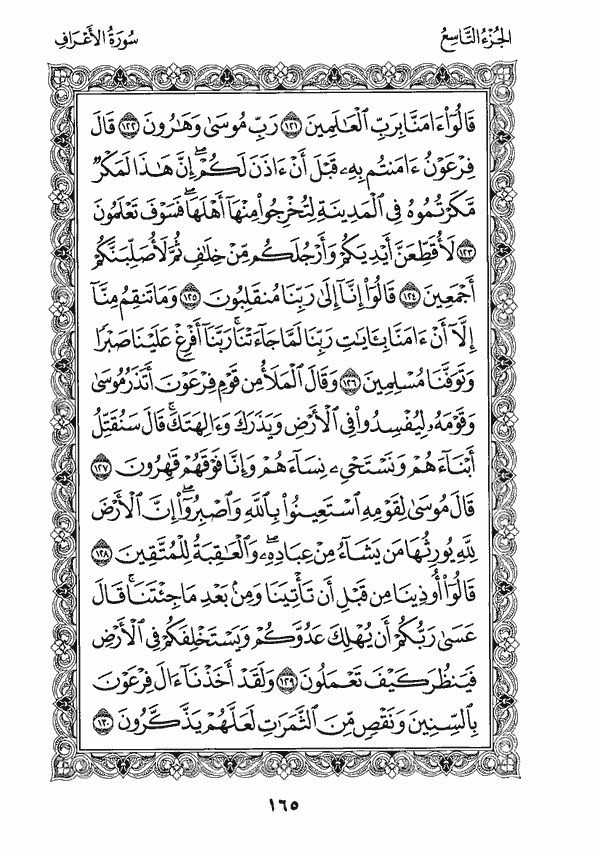 الجُزْءُ التَّاسِعُ
سُورَةُ الأَعْرَافِ
قَالُوٓا۟ ءَامَنَّا بِرَبِّ ٱلْعَٰلَمِينَ ١٢١ رَبِّ مُوسَىٰ وَهَٰرُونَ ١٢٢ قَالَ
فِرْعَوْنُ ءَامَنتُم بِهِۦ قَبْلَ أَنْ ءَاذَنَ لَكُمْ ۖ إِنَّ هَٰذَا لَمَكْرٌ
مَّكَرْتُمُوهُ فِى ٱلْمَدِينَةِ لِتُخْرِجُوا۟ مِنْهَآ أَهْلَهَا ۖ فَسَوْفَ تَعْلَمُونَ
١٢٣ لَأُقَطِّعَنَّ أَيْدِيَكُمْ وَأَرْجُلَكُم مِّنْ خِلَٰفٍ ثُمَّ لَأُصَلِّبَنَّكُمْ
أَجْمَعِينَ ١٢٤ قَالُوٓا۟ إِنَّآ إِلَىٰ رَبِّنَا مُنقَلِبُونَ ١٢٥ وَمَا تَنقِمُ مِنَّآ
إِلَّآ أَنْ ءَامَنَّا بِـَٔايَٰتِ رَبِّنَا لَمَّا جَآءَتْنَا ۚ رَبَّنَآ أَفْرِغْ عَلَيْنَا صَبْرًا
وَتَوَفَّنَا مُسْلِمِينَ ١٢٦ وَقَالَ ٱلْمَلَأُ مِن قَوْمِ فِرْعَوْنَ أَتَذَرُ مُوسَىٰ
وَقَوْمَهُۥ لِيُفْسِدُوا۟ فِى ٱلْأَرْضِ وَيَذَرَكَ وَءَالِهَتَكَ ۚ قَالَ سَنُقَتِّلُ
أَبْنَآءَهُمْ وَنَسْتَحْىِۦ نِسَآءَهُمْ وَإِنَّا فَوْقَهُمْ قَٰهِرُونَ ١٢٧
قَالَ مُوسَىٰ لِقَوْمِهِ ٱسْتَعِينُوا۟ بِٱللَّهِ وَٱصْبِرُوٓا۟ ۖ إِنَّ ٱلْأَرْضَ
لِلَّهِ يُورِثُهَا مَن يَشَآءُ مِنْ عِبَادِهِۦ ۖ وَٱلْعَٰقِبَةُ لِلْمُتَّقِينَ ١٢٨
قَالُوٓا۟ أُوذِينَا مِن قَبْلِ أَن تَأْتِيَنَا وَمِنۢ بَعْدِ مَا جِئْتَنَا ۚ قَالَ
عَسَىٰ رَبُّكُمْ أَن يُهْلِكَ عَدُوَّكُمْ وَيَسْتَخْلِفَكُمْ فِى ٱلْأَرْضِ
فَيَنظُرَ كَيْفَ تَعْمَلُونَ ١٢٩ وَلَقَدْ أَخَذْنَآ ءَالَ فِرْعَوْنَ
بِٱلسِّنِينَ وَنَقْصٍ مِّنَ ٱلثَّمَرَٰتِ لَعَلَّهُمْ يَذَّكَّرُونَ ١٣٠
١٦٥